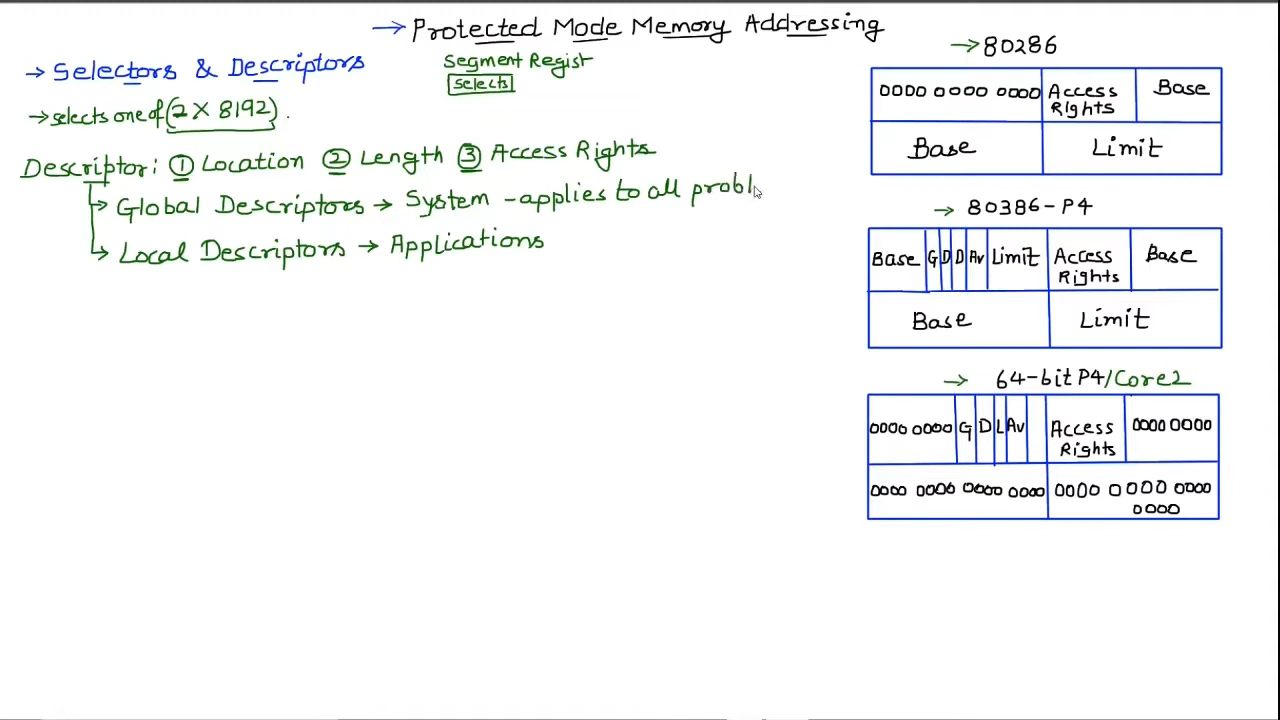 → Protected Mode Memory Addressing
→ Selectors & Descriptors
Segment Regist
Selects
→ selects one of (2 X 8192).
Descriptor: ① Location ② Length ③ Access Rights
→ Global Descriptors → System - applies to all probl
→ Local Descriptors → Applications
→ 80286
0000 0000 0000 Access Rights Base
Base Limit
→ 80386-P4
Base G D D Av Limit Access Rights Base
Base Limit
→ 64-bit P4/Core2
0000 0000 G D L Av Access Rights 0000 0000
0000 0000 0000 0000 0000 0000 0000
0000